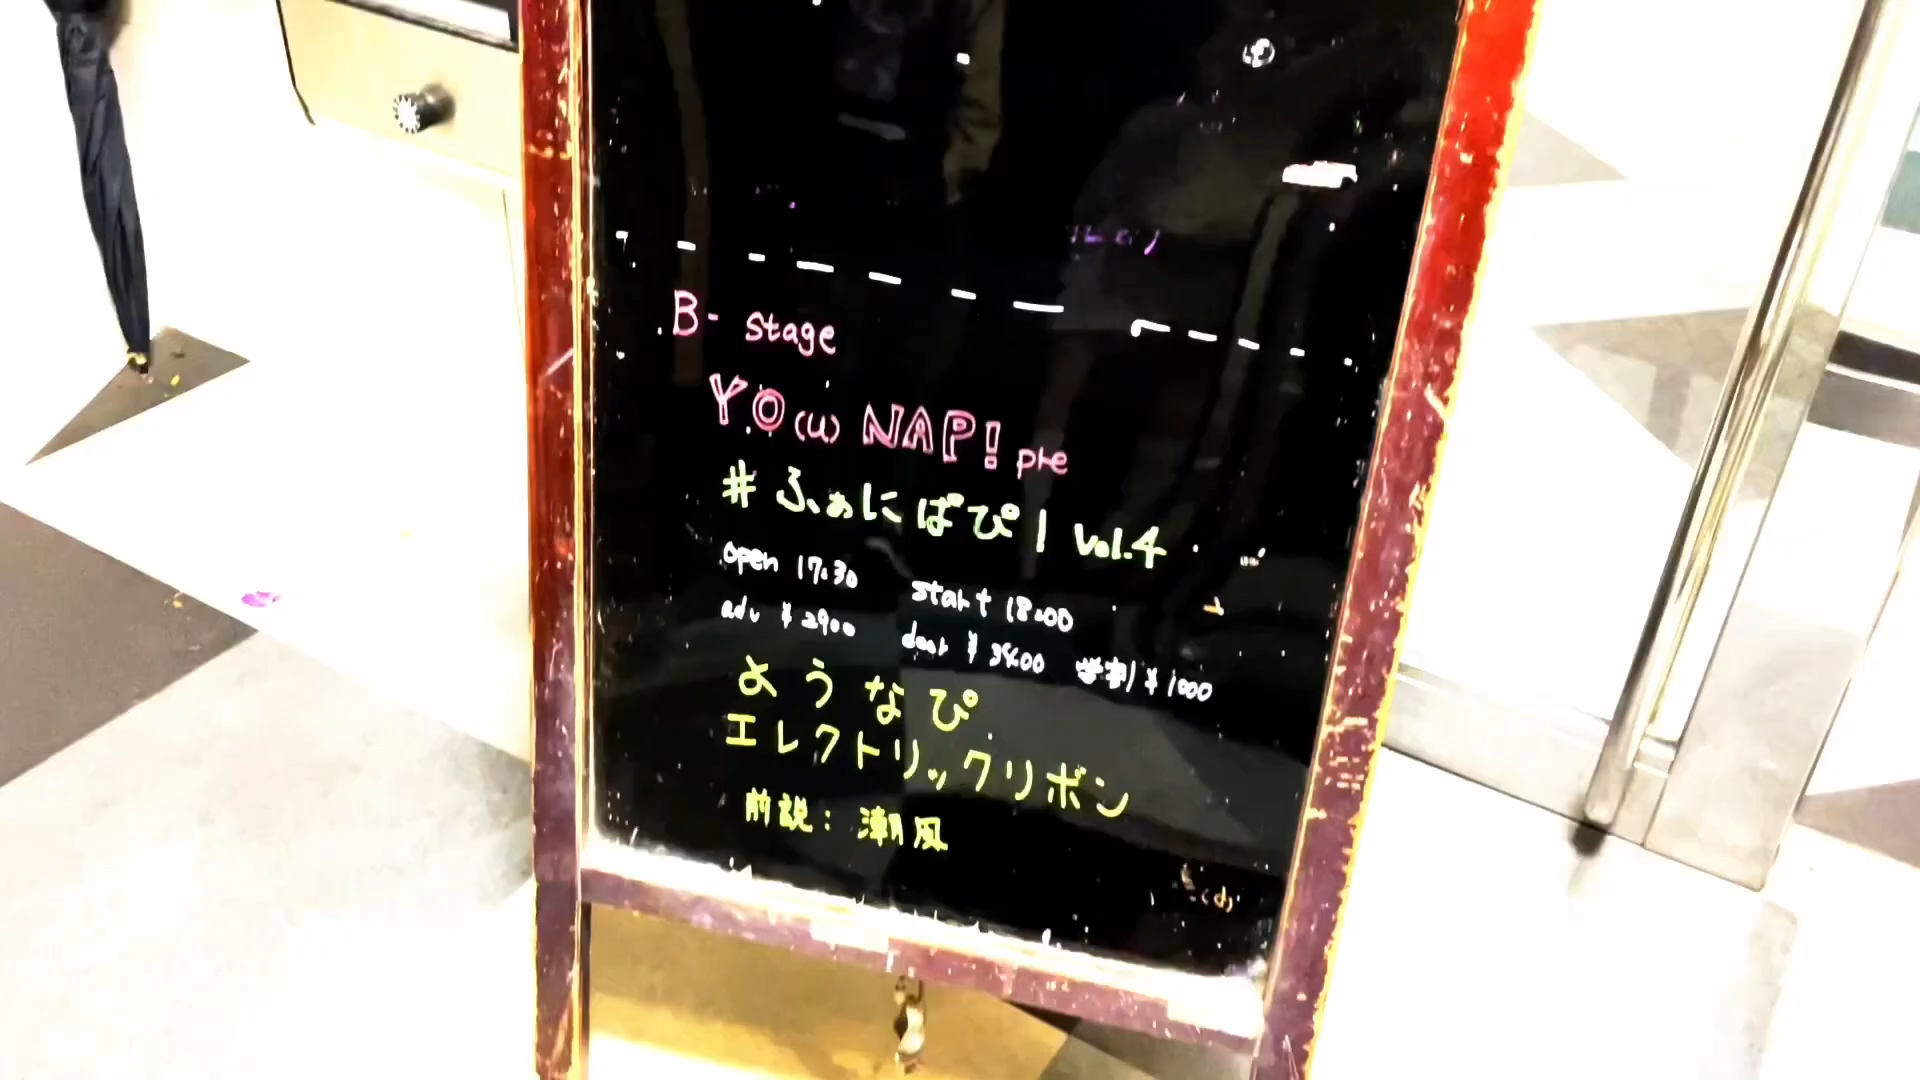 B- stage
YO(u) NAP! pre
#ふぁにぱぴー vol.4
open 17:30 start 18:00
adv ¥2900 door ¥3400 学割¥1000
ようなぴ
エレクトリックリボン
前説：潮風